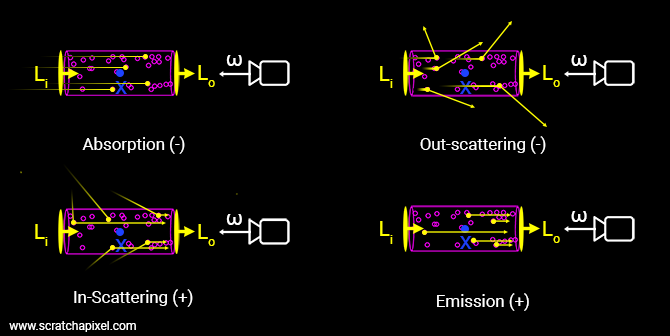 Li Lo ω Li Lo ω
X X
Absorption (-) Out-scattering (-)
Li Lo ω Li Lo ω
X X
In-Scattering (+) Emission (+)
www.scratchapixel.com